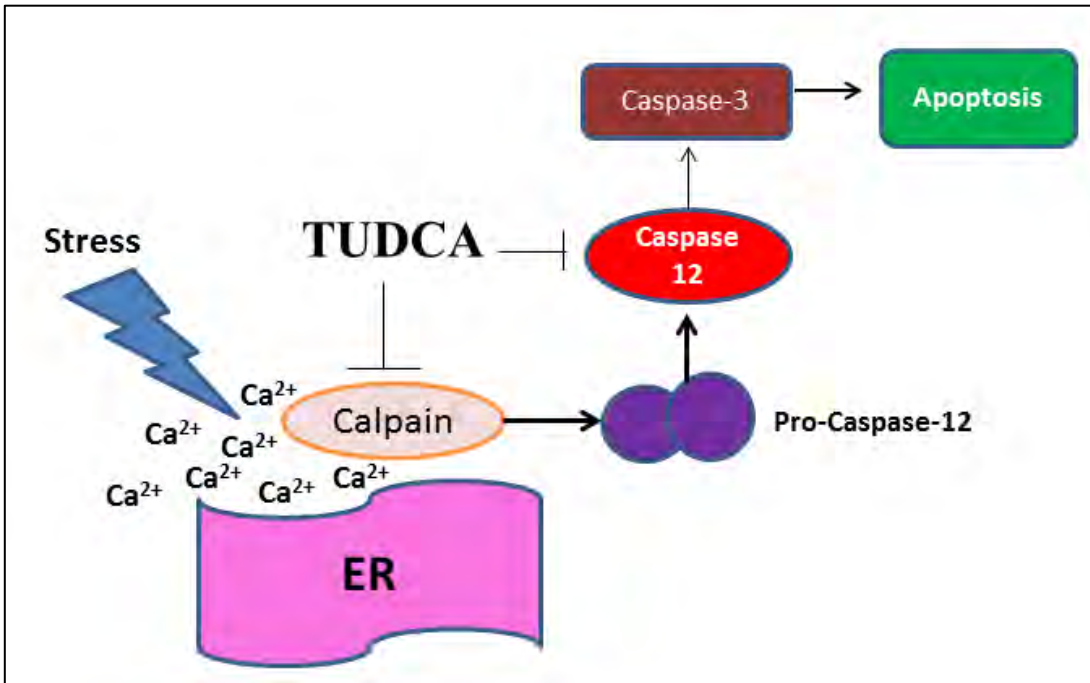 Caspase-3
Apoptosis
Stress
TUDCA
Caspase
12
Ca²⁺
Ca²⁺
Ca²⁺
Calpain
Pro-Caspase-12
Ca²⁺
Ca²⁺
Ca²⁺
Ca²⁺
ER